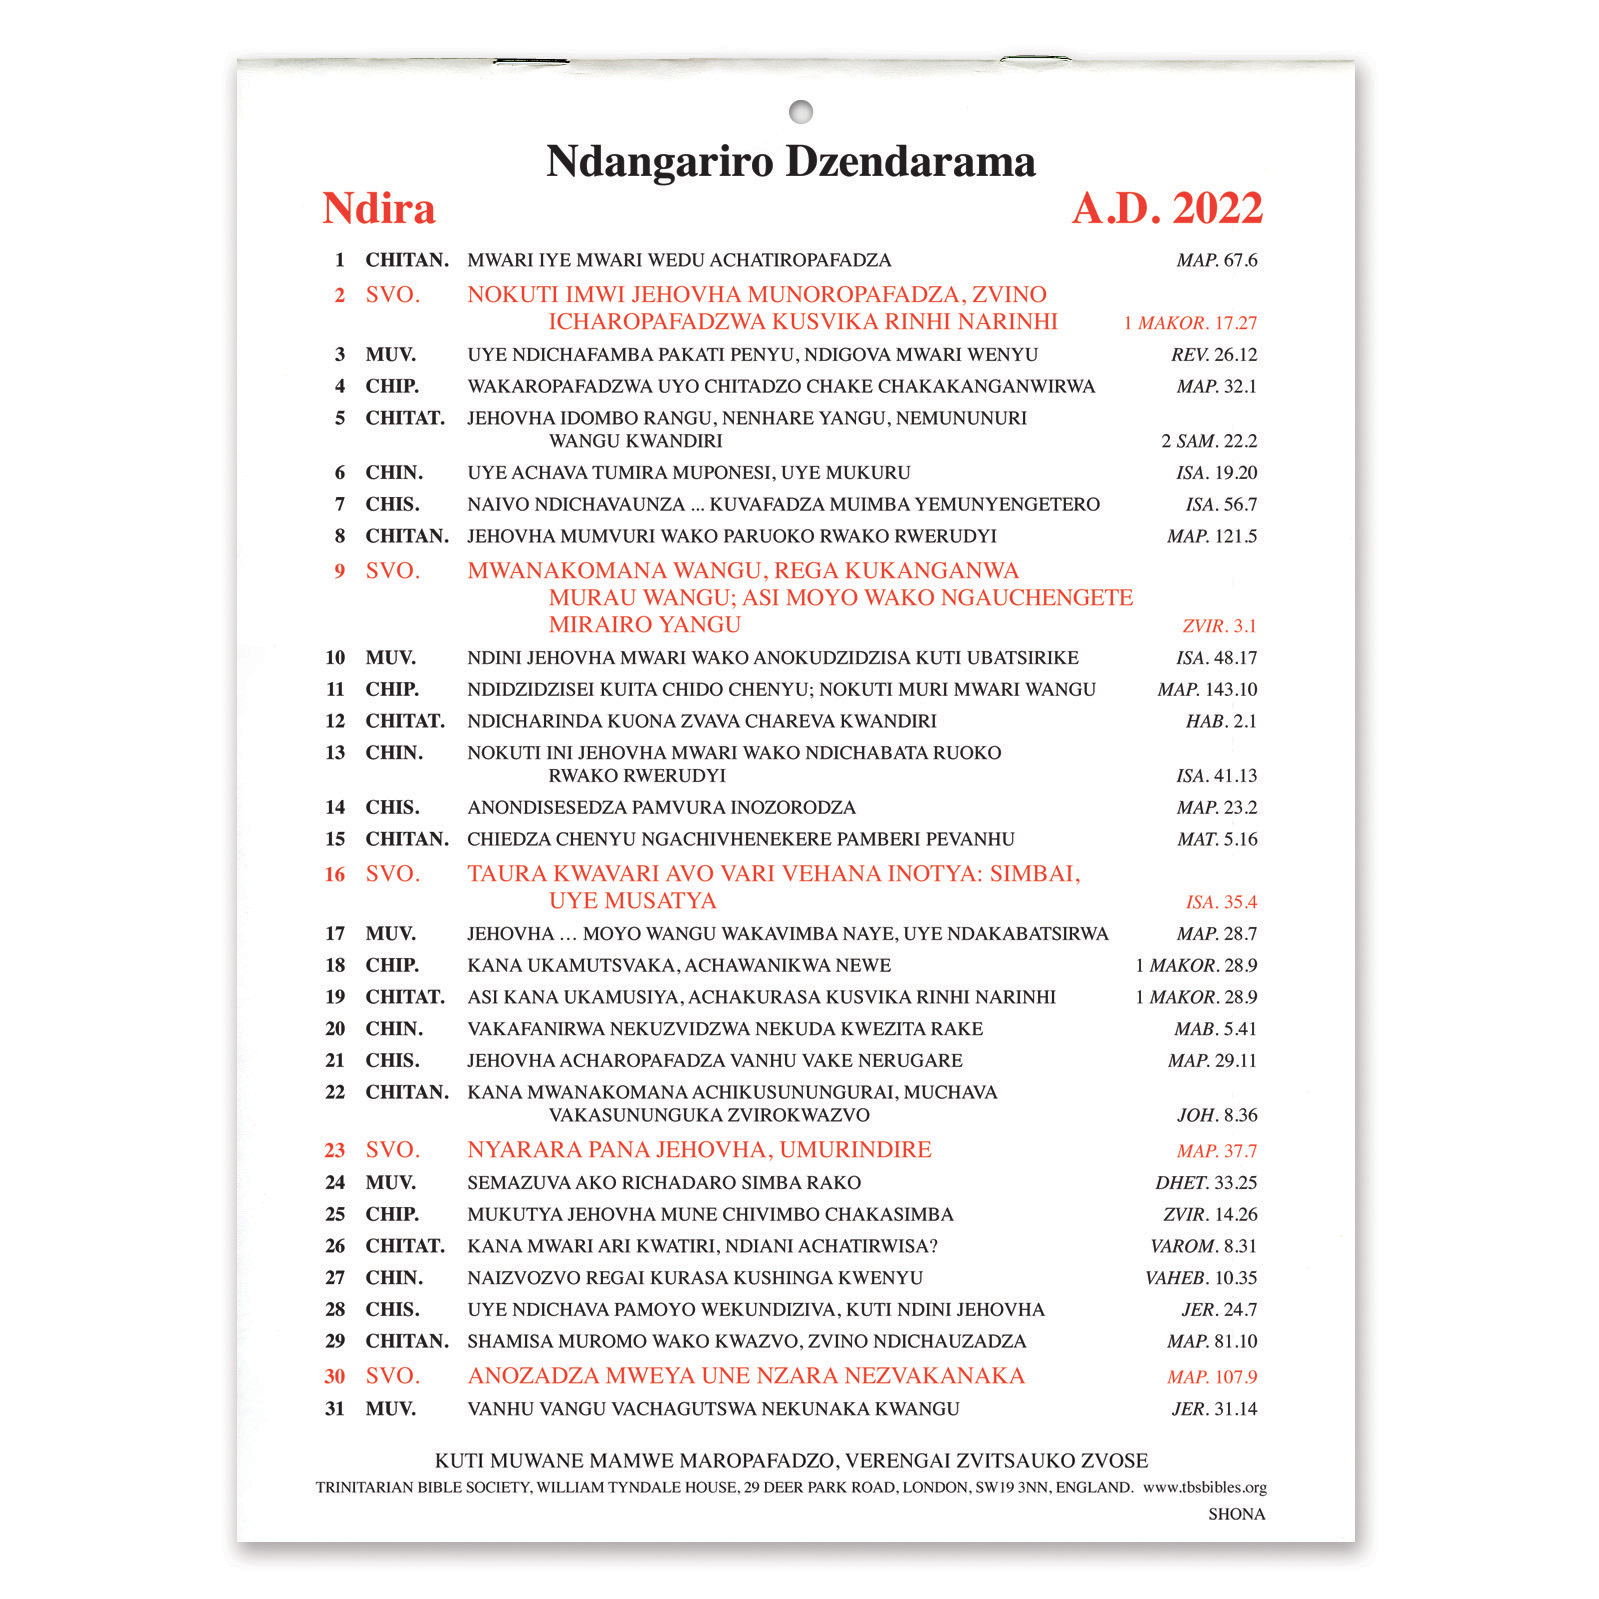 Ndangariro Dzendarama
Ndira A.D. 2022
1 CHITAN. MWARI IYE MWARI WEDU ACHATIROPAFADZA MAP. 67.6
2 SVO. NOKUTI IMWI JEHOVHA MUNOROPAFADZA, ZVINO
ICHAROPAFADZWA KUSVIKA RINHI NARINHI 1 MAKOR. 17.27
3 MUV. UYE NDICHAFAMBA PAKATI PENYU, NDIGOVA MWARI WENYU REV. 26.12
4 CHIP. WAKAROPAFADZWA UYO CHITADZO CHAKE CHAKAKANGANWIRWA MAP. 32.1
5 CHITAT. JEHOVHA IDOMBO RANGU, NENHARE YANGU, NEMUNUNURI
WANGU KWANDIRI 2 SAM. 22.2
6 CHIN. UYE ACHAVA TUMIRA MUPONESI, UYE MUKURU ISA. 19.20
7 CHIS. NAIVO NDICHAVAUNZA ... KUVAFADZA MUIMBA YEMUNYENGETERO ISA. 56.7
8 CHITAN. JEHOVHA MUMVURI WAKO PARUOKO RWAKO RWERUDYI MAP. 121.5
9 SVO. MWANAKOMANA WANGU, REGA KUKANGANWA
MURAU WANGU; ASI MOYO WAKO NGAUCHENGETE
MIRAIRO YANGU ZVIR. 3.1
10 MUV. NDINI JEHOVHA MWARI WAKO ANOKUDZIDZISA KUTI UBATSIRIKE ISA. 48.17
11 CHIP. NDIDZIDZISEI KUITA CHIDO CHENYU; NOKUTI MURI MWARI WANGU MAP. 143.10
12 CHITAT. NDICHARINDA KUONA ZVAVA CHAREVA KWANDIRI HAB. 2.1
13 CHIN. NOKUTI INI JEHOVHA MWARI WAKO NDICHABATA RUOKO
RWAKO RWERUDYI ISA. 41.13
14 CHIS. ANONDISESEDZA PAMVURA INOZORODZA MAP. 23.2
15 CHITAN. CHIEDZA CHENYU NGACHIVHENEKERE PAMBERI PEVANHU MAT. 5.16
16 SVO. TAURA KWAVARI AVO VARI VEHANA INOTYA: SIMBAI,
UYE MUSATYA ISA. 35.4
17 MUV. JEHOVHA … MOYO WANGU WAKAVIMBA NAYE, UYE NDAKABATSIRWA MAP. 28.7
18 CHIP. KANA UKAMUTSVAKA, ACHAWANIKWA NEWE 1 MAKOR. 28.9
19 CHITAT. ASI KANA UKAMUSIYA, ACHAKURASA KUSVIKA RINHI NARINHI 1 MAKOR. 28.9
20 CHIN. VAKAFANIRWA NEKUZVIDZWA NEKUDA KWEZITA RAKE MAB. 5.41
21 CHIS. JEHOVHA ACHAROPAFADZA VANHU VAKE NERUGARE MAP. 29.11
22 CHITAN. KANA MWANAKOMANA ACHIKUSUNUNGURAI, MUCHAVA
VAKASUNUNGUKA ZVIROKWAZVO JOH. 8.36
23 SVO. NYARARA PANA JEHOVHA, UMURINDIRE MAP. 37.7
24 MUV. SEMAZUVA AKO RICHADARO SIMBA RAKO DHET. 33.25
25 CHIP. MUKUTYA JEHOVHA MUNE CHIVIMBO CHAKASIMBA ZVIR. 14.26
26 CHITAT. KANA MWARI ARI KWATIRI, NDIANI ACHATIRWISA? VAROM. 8.31
27 CHIN. NAIZVOZVO REGAI KURASA KUSHINGA KWENYU VAHEB. 10.35
28 CHIS. UYE NDICHAVA PAMOYO WEKUNDIZIVA, KUTI NDINI JEHOVHA JER. 24.7
29 CHITAN. SHAMISA MUROMO WAKO KWAZVO, ZVINO NDICHAUZADZA MAP. 81.10
30 SVO. ANOZADZA MWEYA UNE NZARA NEZVAKANAKA MAP. 107.9
31 MUV. VANHU VANGU VACHAGUTSWA NEKUNAKA KWANGU JER. 31.14
KUTI MUWANE MAMWE MAROPAFADZO, VERENGAI ZVITSAUKO ZVOSE
TRINITARIAN BIBLE SOCIETY, WILLIAM TYNDALE HOUSE, 29 DEER PARK ROAD, LONDON, SW19 3NN, ENGLAND. www.tbsbibles.org
SHONA